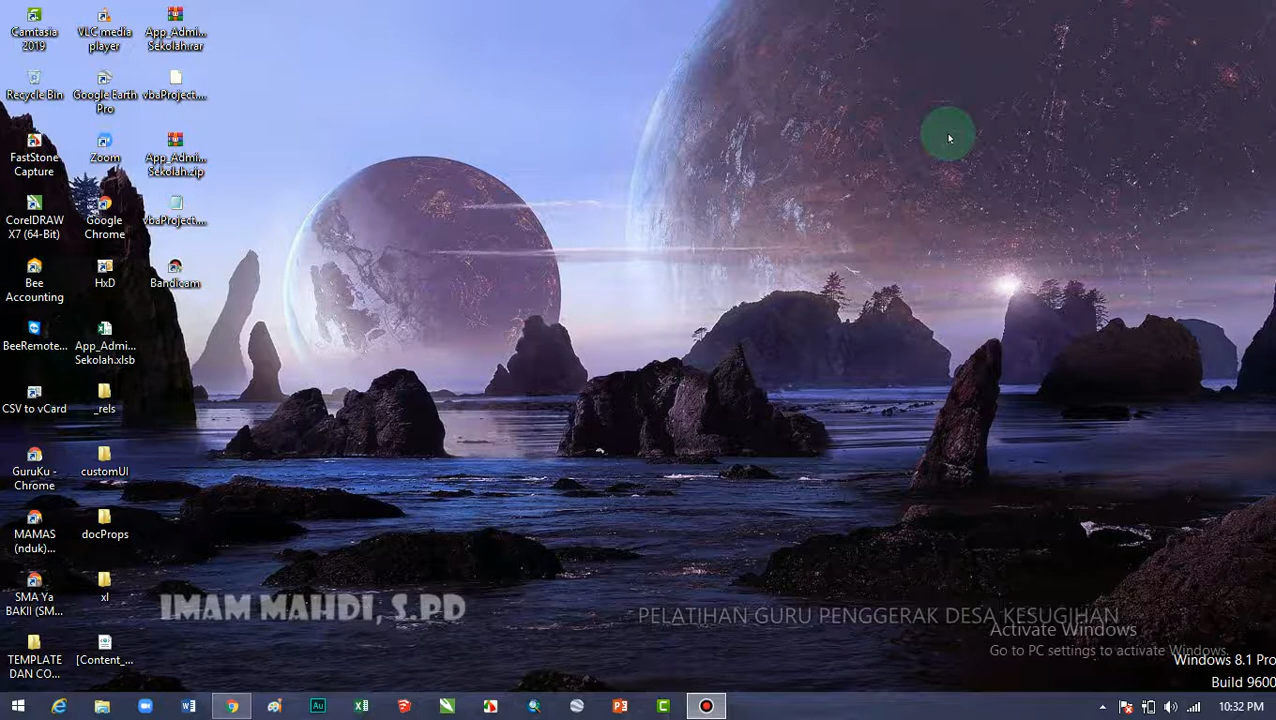 Camtasia
2019
VLC media
player
App_Admi...
Sekolah.rar
Recycle Bin
Google Earth
Pro
vbaProject....
FastStone
Capture
Zoom
App_Admi...
Sekolah.zip
CorelDRAW
X7 (64-Bit)
Google
Chrome
vbaProject....
Bee
Accounting
HxD
Bandicam
BeeRemote...
App_Admi...
Sekolah.xlsb
CSV to vCard
_rels
GuruKu -
Chrome
customUI
MAMAS
(nduk)...
docProps
SMA Ya
BAKII (SM...
xl
TEMPLATE
DAN CO...
[Content_...
IMAM MAHDI, S.PD
PELATIHAN GURU PENGGERAK DESA KESUGIHAN
Activate Windows
Go to PC settings to activate Windows.
Windows 8.1 Pro
Build 9600
10:32 PM